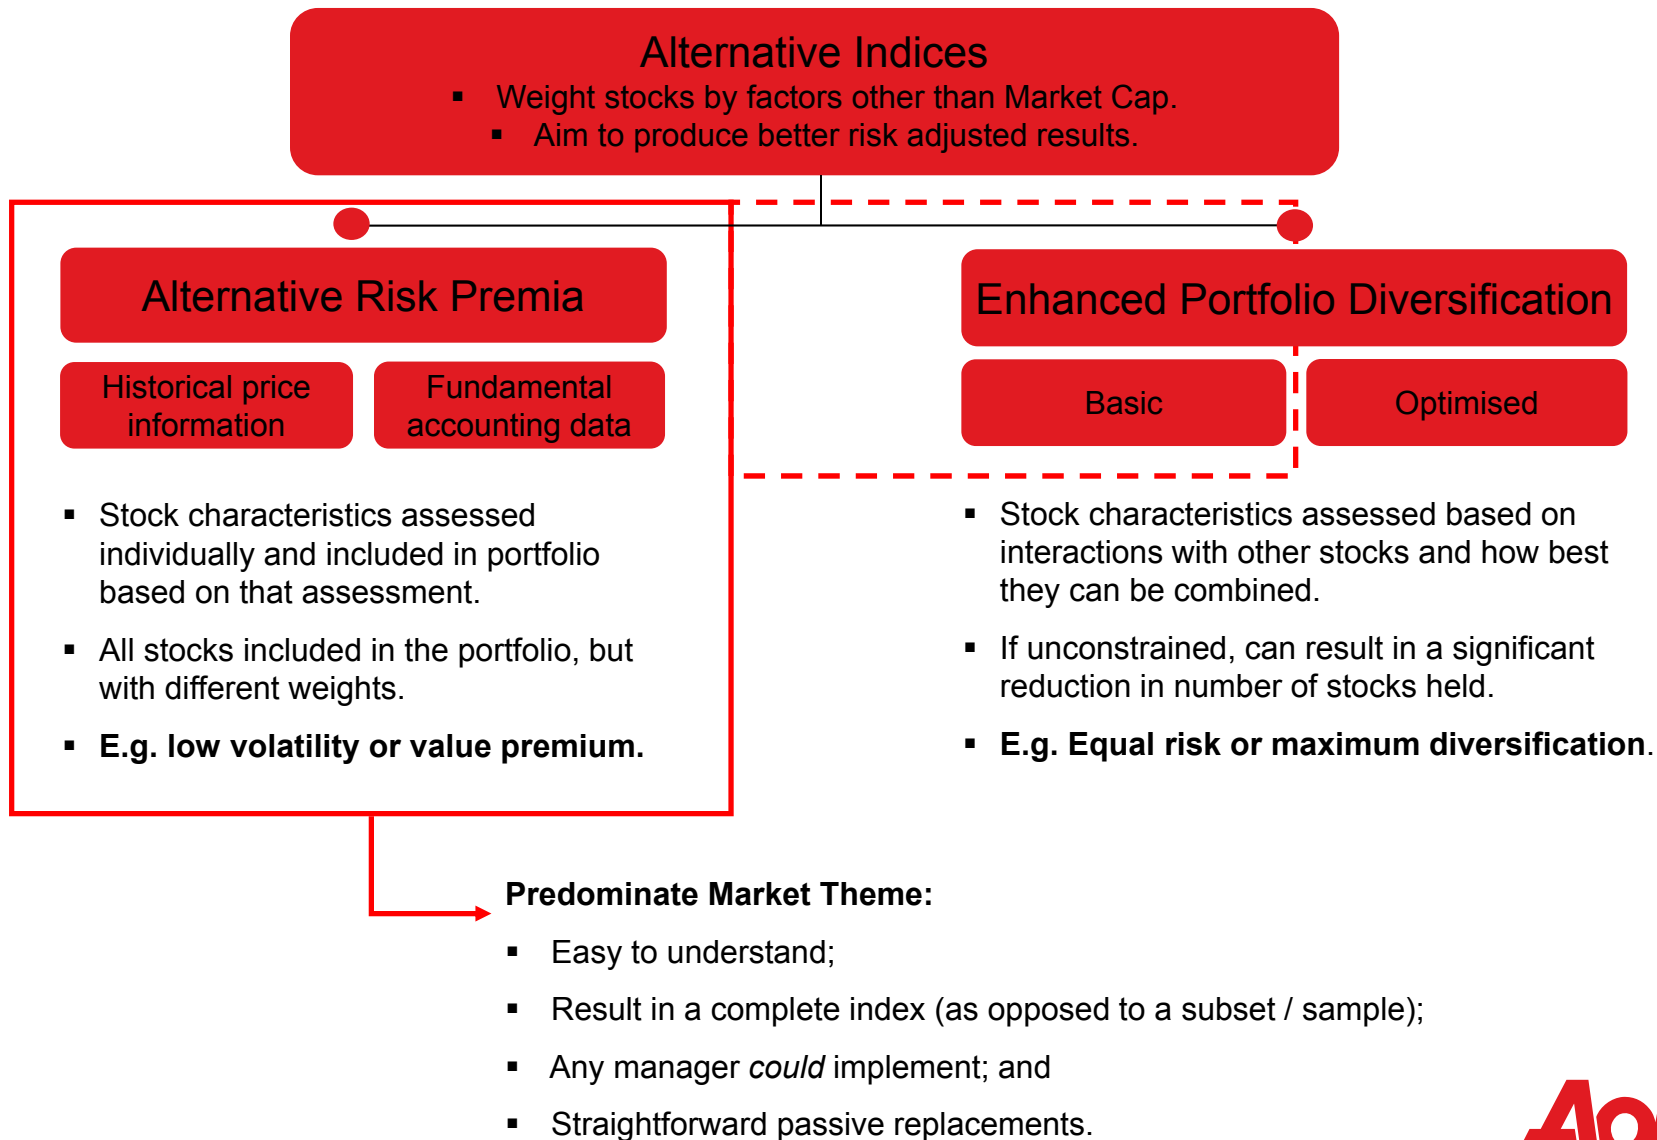 Alternative Indices
▪ Weight stocks by factors other than Market Cap.
▪ Aim to produce better risk adjusted results.
Alternative Risk Premia
Historical price
information
Fundamental
accounting data
▪ Stock characteristics assessed
individually and included in portfolio
based on that assessment.
▪ All stocks included in the portfolio, but
with different weights.
▪ E.g. low volatility or value premium.
Enhanced Portfolio Diversification
Basic
Optimised
▪ Stock characteristics assessed based on
interactions with other stocks and how best
they can be combined.
▪ If unconstrained, can result in a significant
reduction in number of stocks held.
▪ E.g. Equal risk or maximum diversification.
Predominate Market Theme:
▪ Easy to understand;
▪ Result in a complete index (as opposed to a subset / sample);
▪ Any manager could implement; and
▪ Straightforward passive replacements.